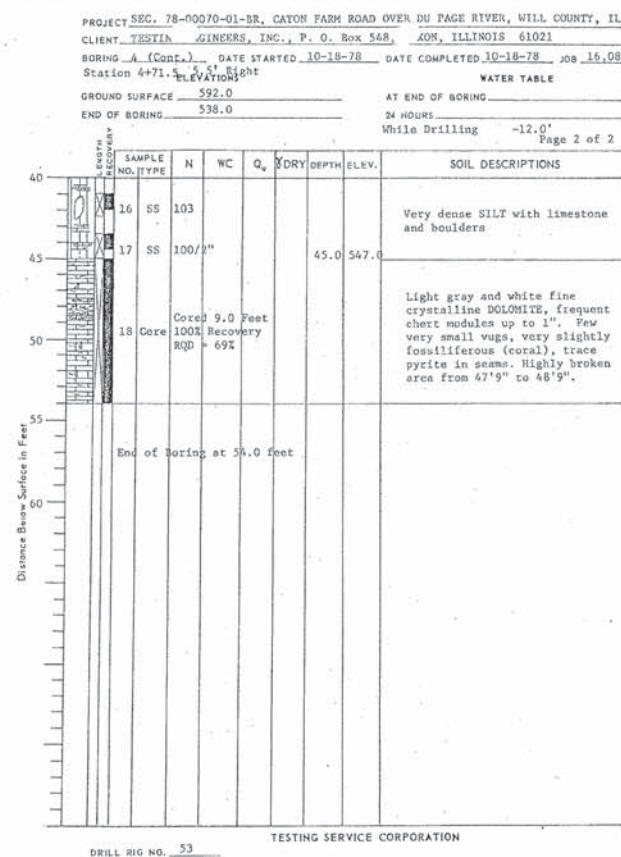 PROJECT SEC. 78-00070-01-BR, CATON FARM ROAD OVER DU PAGE RIVER, WILL COUNTY, IL
CLIENT TESTIN GINEERS, INC., P. O. Box 548, XON, ILLINOIS 61021
BORING 4 (Cont.) DATE STARTED 10-18-78 DATE COMPLETED 10-18-78 JOB 16,08
Station 4+71.5 5.5' Right
ELEVATIONS WATER TABLE
GROUND SURFACE 592.0 AT END OF BORING
END OF BORING 538.0 24 HOURS
While Drilling -12.0'
Page 2 of 2
LENGTH RECOVERY SAMPLE NO. TYPE N WC Qu γDRY DEPTH ELEV. SOIL DESCRIPTIONS
40
16 SS 103
Very dense SILT with limestone
and boulders
17 SS 100/2"
45 45.0 547.0
Light gray and white fine
crystalline DOLOMITE, frequent
chert nodules up to 1". Few
very small vugs, very slightly
fossiliferous (coral), trace
pyrite in seams. Highly broken
area from 47'9" to 48'9".
Cored 9.0 Feet
50 18 Core 100% Recovery
RQD = 69%
55
End of Boring at 54.0 feet
60
Distance Below Surface in Feet
TESTING SERVICE CORPORATION
DRILL RIG NO. 53